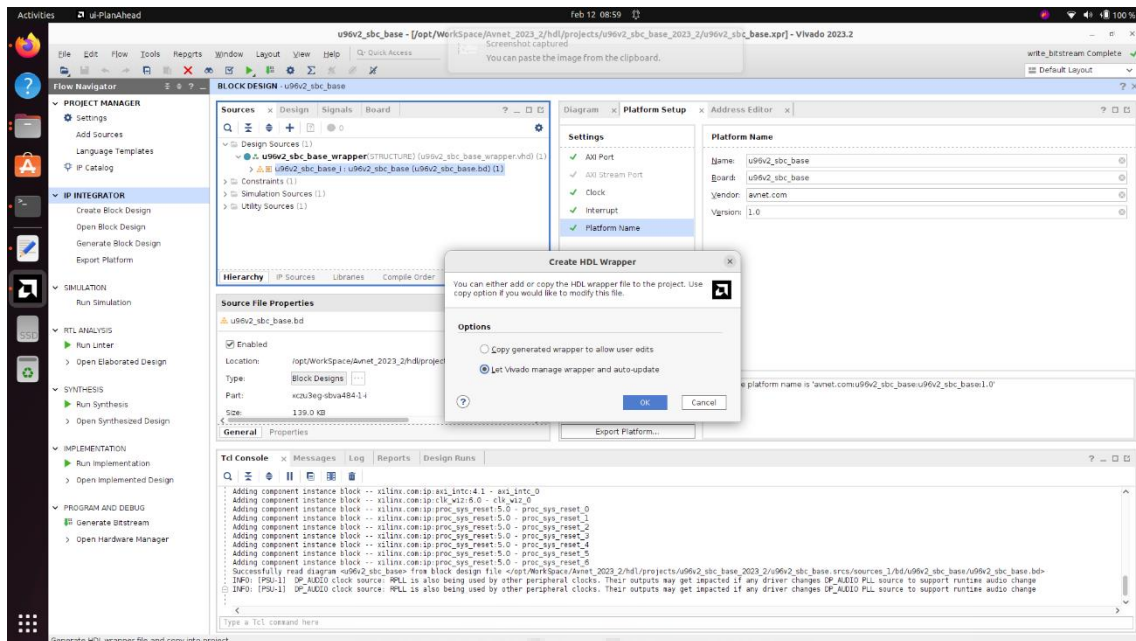 Activities
ui-PlanAhead
feb 12 08:59
100 %
u96v2_sbc_base - [/opt/WorkSpace/Avnet_2023_2/hdl/projects/u96v2_sbc_base_2023_2/u96v2_sbc_base.xpr] - Vivado 2023.2
Screenshot captured
You can paste the image from the clipboard.
File Edit Flow Tools Reports Window Layout View Help Quick Access
write_bitstream Complete
Default Layout
Flow Navigator
BLOCK DESIGN - u96v2_sbc_base
PROJECT MANAGER
Settings
Add Sources
Language Templates
IP Catalog
IP INTEGRATOR
Create Block Design
Open Block Design
Generate Block Design
Export Platform
SIMULATION
Run Simulation
RTL ANALYSIS
Run Linter
Open Elaborated Design
SYNTHESIS
Run Synthesis
Open Synthesized Design
IMPLEMENTATION
Run Implementation
Open Implemented Design
PROGRAM AND DEBUG
Generate Bitstream
Open Hardware Manager
Sources Design Signals Board
0
Design Sources (1)
u96v2_sbc_base_wrapper(STRUCTURE) (u96v2_sbc_base_wrapper.vhd) (1)
u96v2_sbc_base_i : u96v2_sbc_base (u96v2_sbc_base.bd) (1)
Constraints (1)
Simulation Sources (1)
Utility Sources (1)
Hierarchy IP Sources Libraries Compile Order
Source File Properties
u96v2_sbc_base.bd
Enabled
Location: /opt/WorkSpace/Avnet_2023_2/hdl/project
Type: Block Designs
Part: xczu3eg-sbva484-1-i
Size: 139.0 KB
General Properties
Diagram Platform Setup Address Editor
Settings
AXI Port
AXI Stream Port
Clock
Interrupt
Platform Name
Platform Name
Name: u96v2_sbc_base
Board: u96v2_sbc_base
Vendor: avnet.com
Version: 1.0
e platform name is 'avnet.com:u96v2_sbc_base:u96v2_sbc_base:1.0'
Export Platform...
Create HDL Wrapper
You can either add or copy the HDL wrapper file to the project. Use
copy option if you would like to modify this file.
Options
Copy generated wrapper to allow user edits
Let Vivado manage wrapper and auto-update
OK Cancel
Tcl Console Messages Log Reports Design Runs
Adding component instance block -- xilinx.com:ip:axi_intc:4.1 - axi_intc_0
Adding component instance block -- xilinx.com:ip:clk_wiz:6.0 - clk_wiz_0
Adding component instance block -- xilinx.com:ip:proc_sys_reset:5.0 - proc_sys_reset_0
Adding component instance block -- xilinx.com:ip:proc_sys_reset:5.0 - proc_sys_reset_1
Adding component instance block -- xilinx.com:ip:proc_sys_reset:5.0 - proc_sys_reset_2
Adding component instance block -- xilinx.com:ip:proc_sys_reset:5.0 - proc_sys_reset_3
Adding component instance block -- xilinx.com:ip:proc_sys_reset:5.0 - proc_sys_reset_4
Adding component instance block -- xilinx.com:ip:proc_sys_reset:5.0 - proc_sys_reset_5
Adding component instance block -- xilinx.com:ip:proc_sys_reset:5.0 - proc_sys_reset_6
Successfully read diagram <u96v2_sbc_base> from block design file </opt/WorkSpace/Avnet_2023_2/hdl/projects/u96v2_sbc_base_2023_2/u96v2_sbc_base.srcs/sources_1/bd/u96v2_sbc_base/u96v2_sbc_base.bd>
INFO: [PSU-1] DP_AUDIO clock source: RPLL is also being used by other peripheral clocks. Their outputs may get impacted if any driver changes DP_AUDIO PLL source to support runtime audio change
INFO: [PSU-1] DP_AUDIO clock source: RPLL is also being used by other peripheral clocks. Their outputs may get impacted if any driver changes DP_AUDIO PLL source to support runtime audio change
Type a Tcl command here
Generate HDL wrapper file and copy into project
SSD